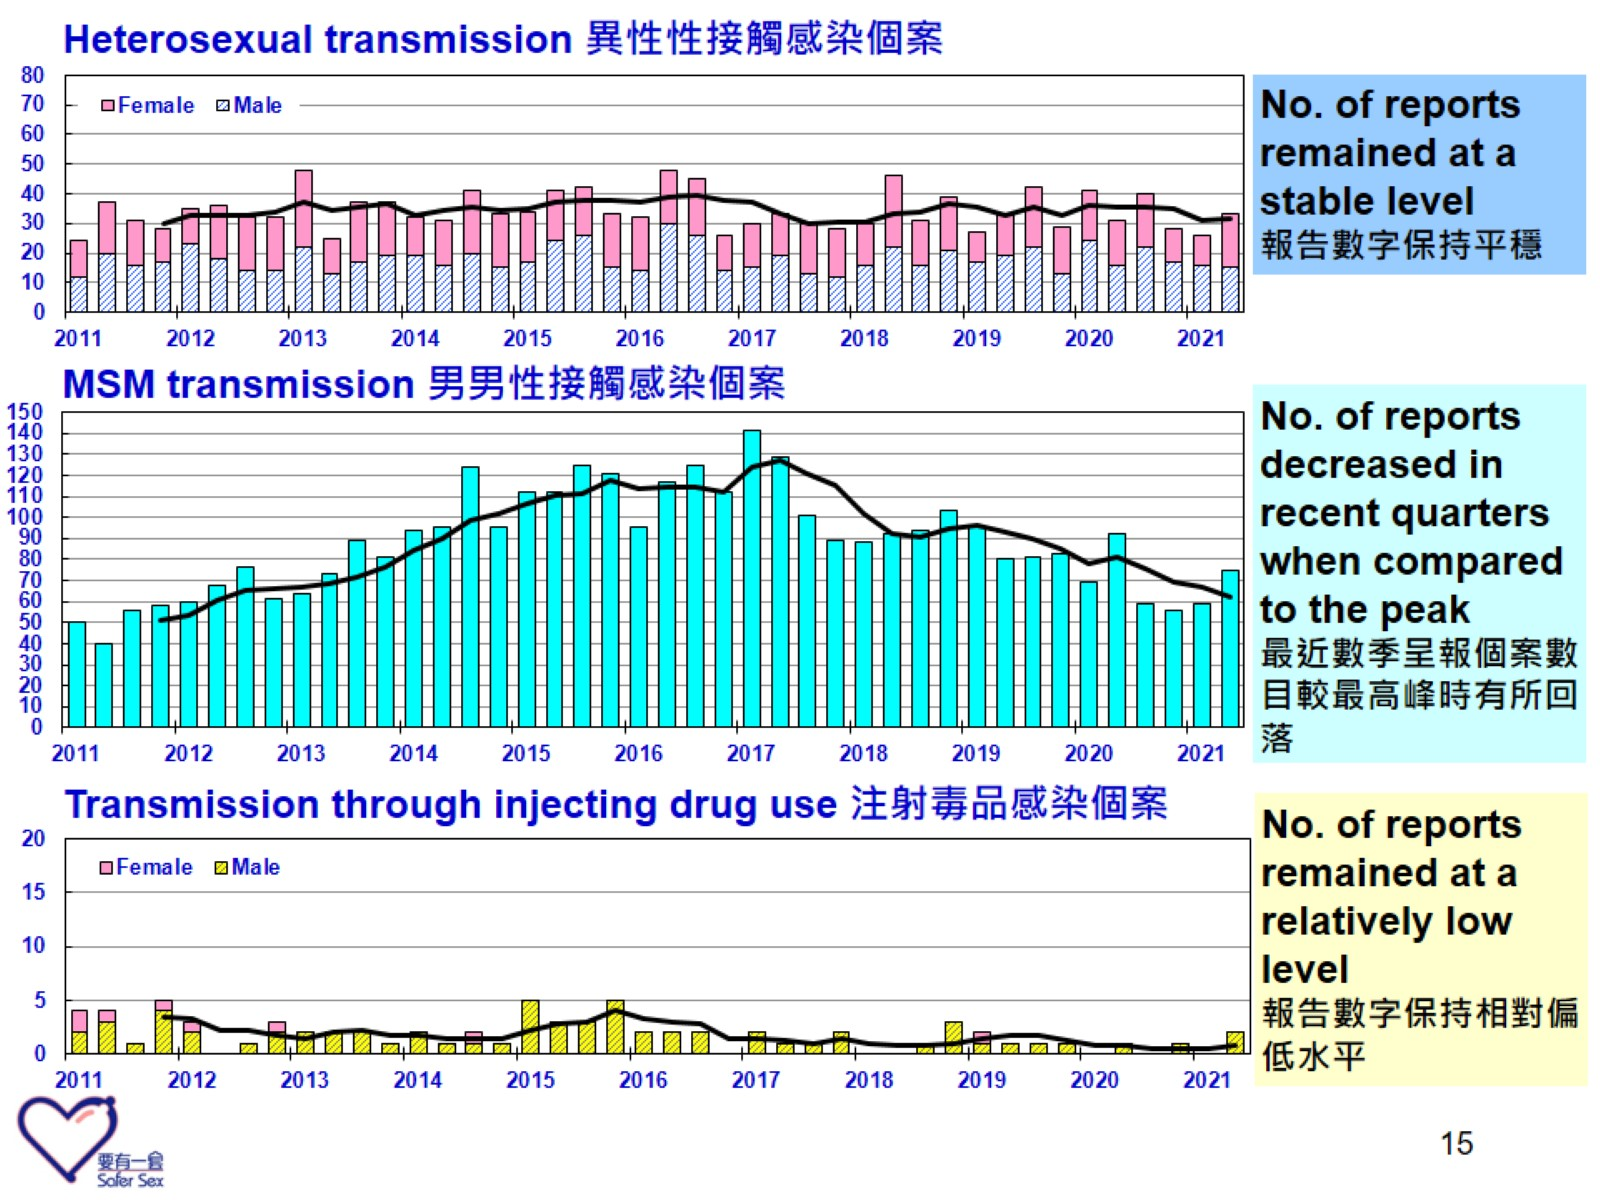 Heterosexual transmission 異性性接觸感染個案
80
70
60
50
40
30
20
10
0
Female Male
2011 2012 2013 2014 2015 2016 2017 2018 2019 2020 2021
No. of reports
remained at a
stable level
報告數字保持平穩
MSM transmission 男男性接觸感染個案
150
140
130
120
110
100
90
80
70
60
50
40
30
20
10
0
2011 2012 2013 2014 2015 2016 2017 2018 2019 2020 2021
No. of reports
decreased in
recent quarters
when compared
to the peak
最近數季呈報個案數
目較最高峰時有所回
落
Transmission through injecting drug use 注射毒品感染個案
20
15
10
5
0
Female Male
2011 2012 2013 2014 2015 2016 2017 2018 2019 2020 2021
No. of reports
remained at a
relatively low
level
報告數字保持相對偏
低水平
要有一套
Safer Sex
15